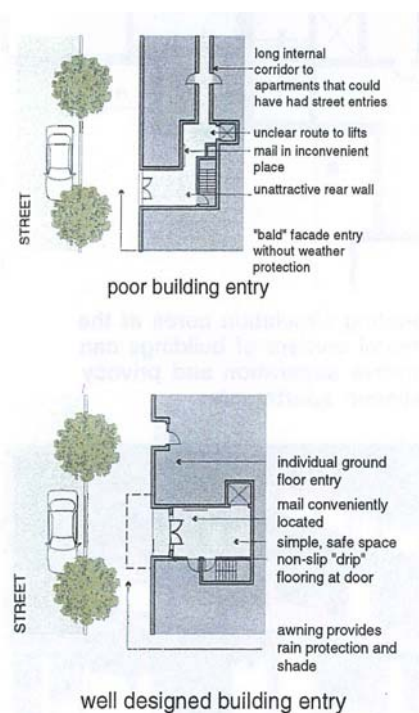 long internal
corridor to
apartments that could
have had street entries
unclear route to lifts
mail in inconvenient
place
unattractive rear wall
"bald" facade entry
without weather
protection
STREET
poor building entry
individual ground
floor entry
mail conveniently
located
simple, safe space
non-slip "drip"
flooring at door
awning provides
rain protection and
shade
STREET
well designed building entry